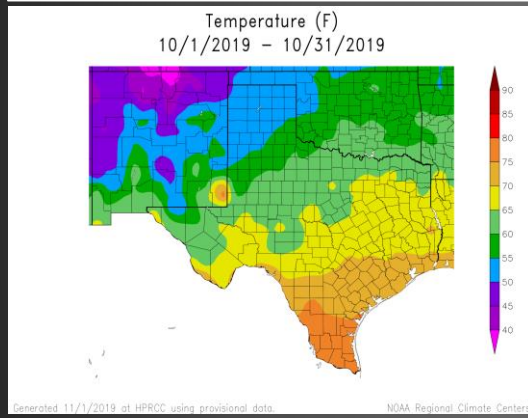 Temperature (F)
10/1/2019 – 10/31/2019
90
85
80
75
70
65
60
55
50
45
40
Generated 11/1/2019 at HPRCC using provisional data.
NOAA Regional Climate Centers